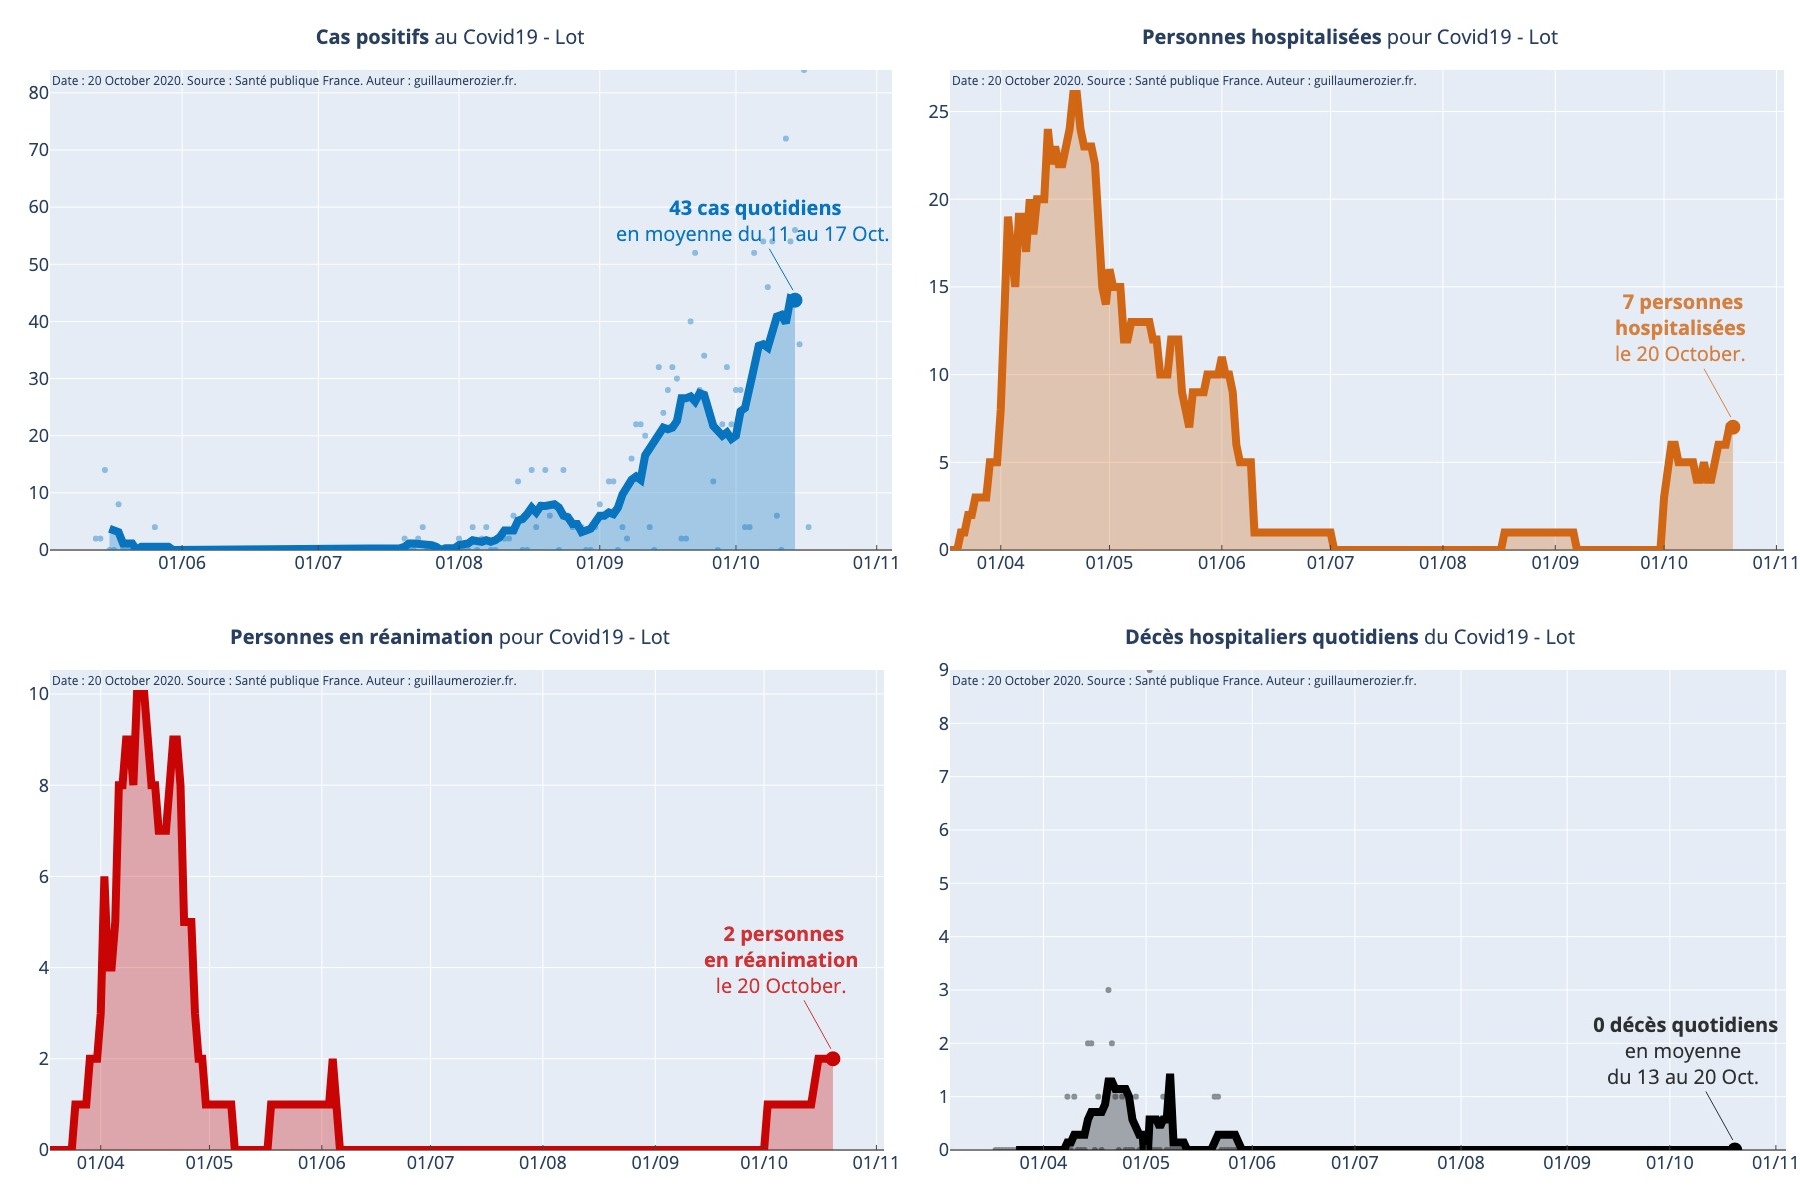 Cas positifs au Covid19 - Lot
Date : 20 October 2020. Source : Santé publique France. Auteur : guillaumerozier.fr.
80
70
60
50
40
30
20
10
0
43 cas quotidiens
en moyenne du 11 au 17 Oct.
01/06 01/07 01/08 01/09 01/10 01/11
Personnes hospitalisées pour Covid19 - Lot
Date : 20 October 2020. Source : Santé publique France. Auteur : guillaumerozier.fr.
25
20
15
10
5
0
7 personnes
hospitalisées
le 20 October.
01/04 01/05 01/06 01/07 01/08 01/09 01/10 01/11
Personnes en réanimation pour Covid19 - Lot
Date : 20 October 2020. Source : Santé publique France. Auteur : guillaumerozier.fr.
10
8
6
4
2
0
2 personnes
en réanimation
le 20 October.
01/04 01/05 01/06 01/07 01/08 01/09 01/10 01/11
Décès hospitaliers quotidiens du Covid19 - Lot
9
Date : 20 October 2020. Source : Santé publique France. Auteur : guillaumerozier.fr.
8
7
6
5
4
3
2
1
0
0 décès quotidiens
en moyenne
du 13 au 20 Oct.
01/04 01/05 01/06 01/07 01/08 01/09 01/10 01/11